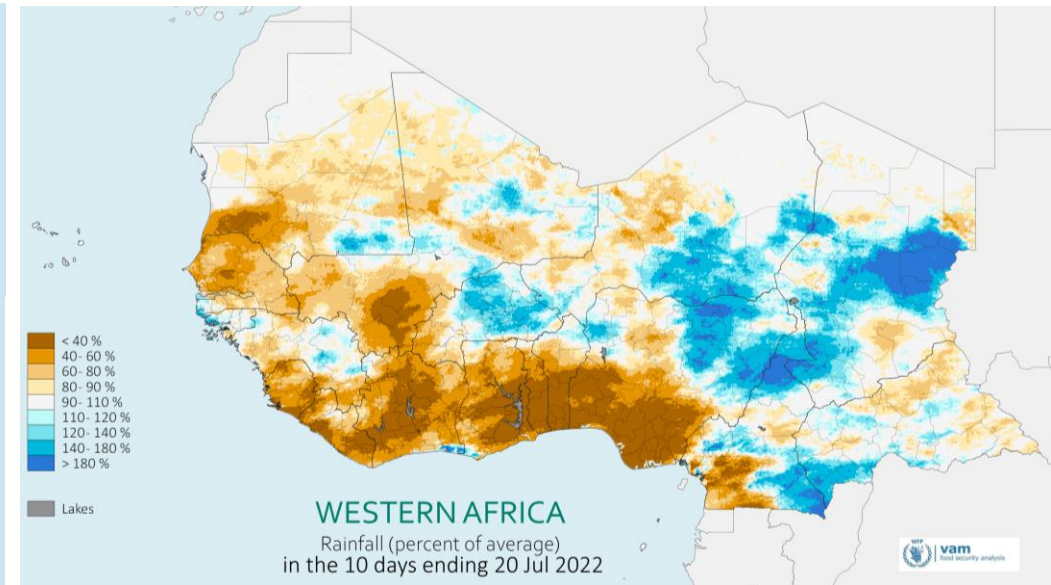 < 40 %
40- 60 %
60- 80 %
80- 90 %
90- 110 %
110- 120 %
120- 140 %
140- 180 %
> 180 %
Lakes
WESTERN AFRICA
Rainfall (percent of average)
in the 10 days ending 20 Jul 2022
WFP
vam
food security analysis